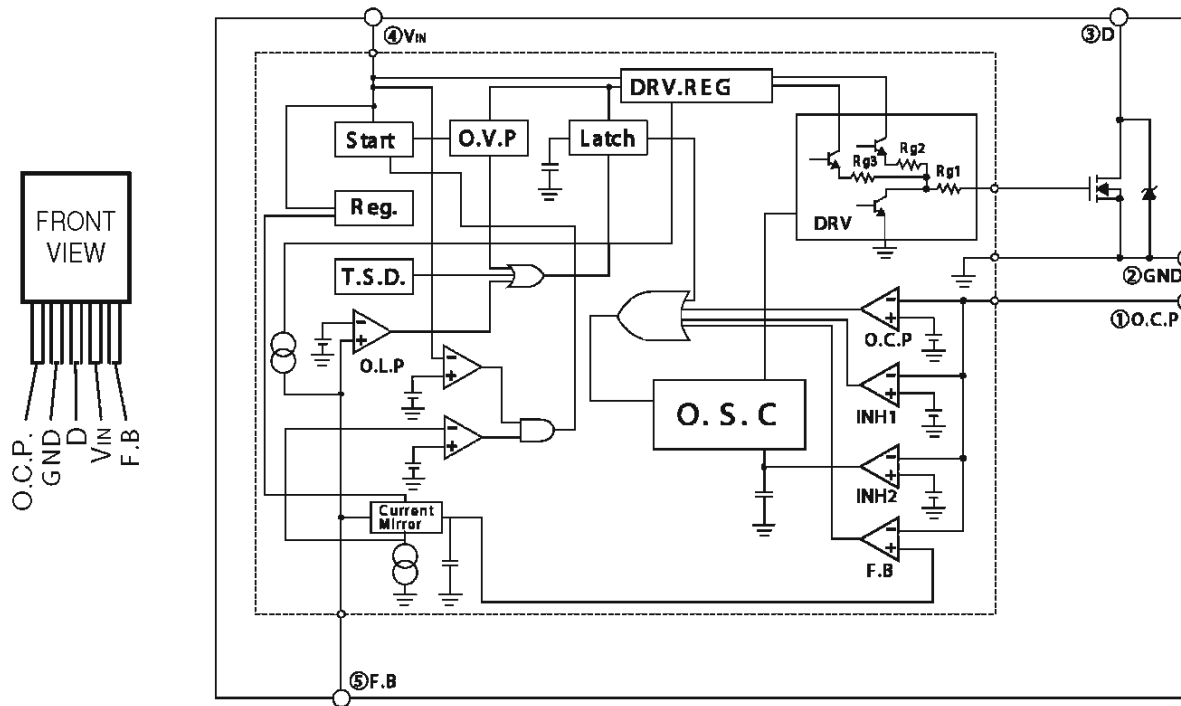 FRONT
VIEW
O.C.P.
GND
D
VIN
F.B
④VIN
③D
DRV.REG
Start
O.V.P
Latch
Rg2
Rg3
Rg1
Reg.
DRV
T.S.D.
②GND
①O.C.P
O.L.P
O.C.P
O. S. C
INH1
INH2
Current
Mirror
F.B
⑤F.B